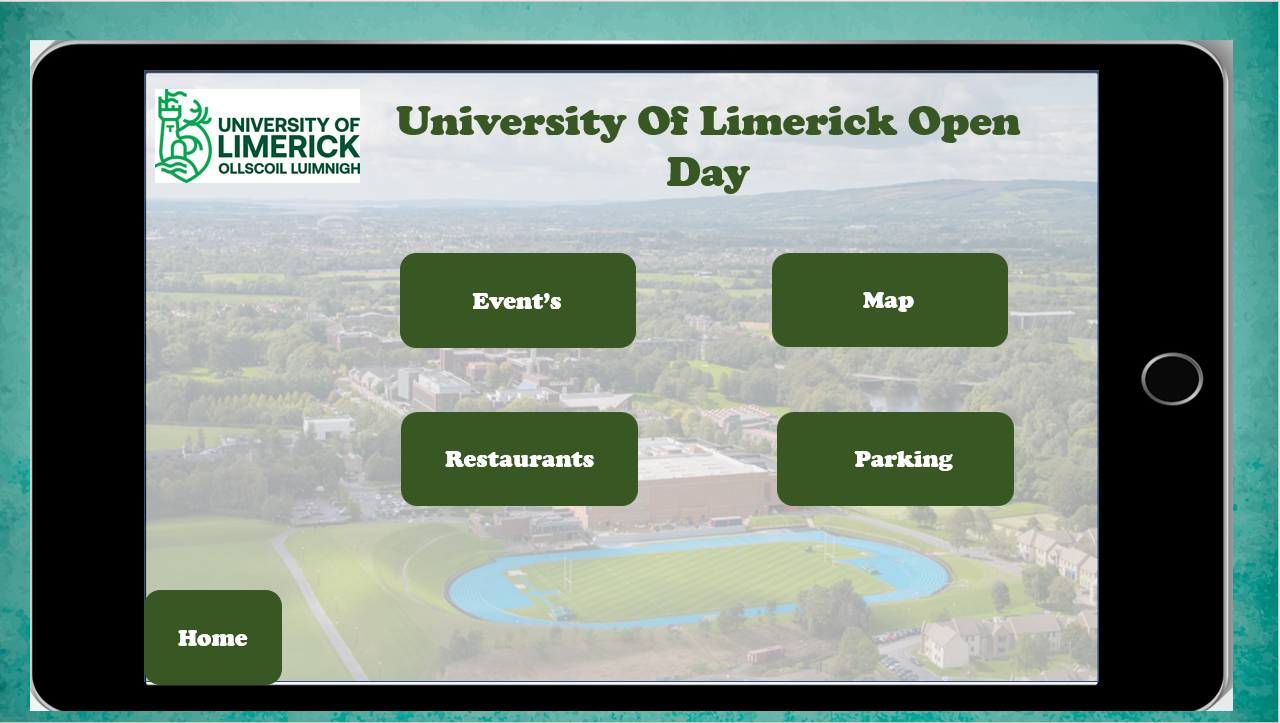 UNIVERSITY OF
LIMERICK
OLLSCOIL LUIMNIGH
University Of Limerick Open
Day
Event’s
Map
Restaurants
Parking
Home